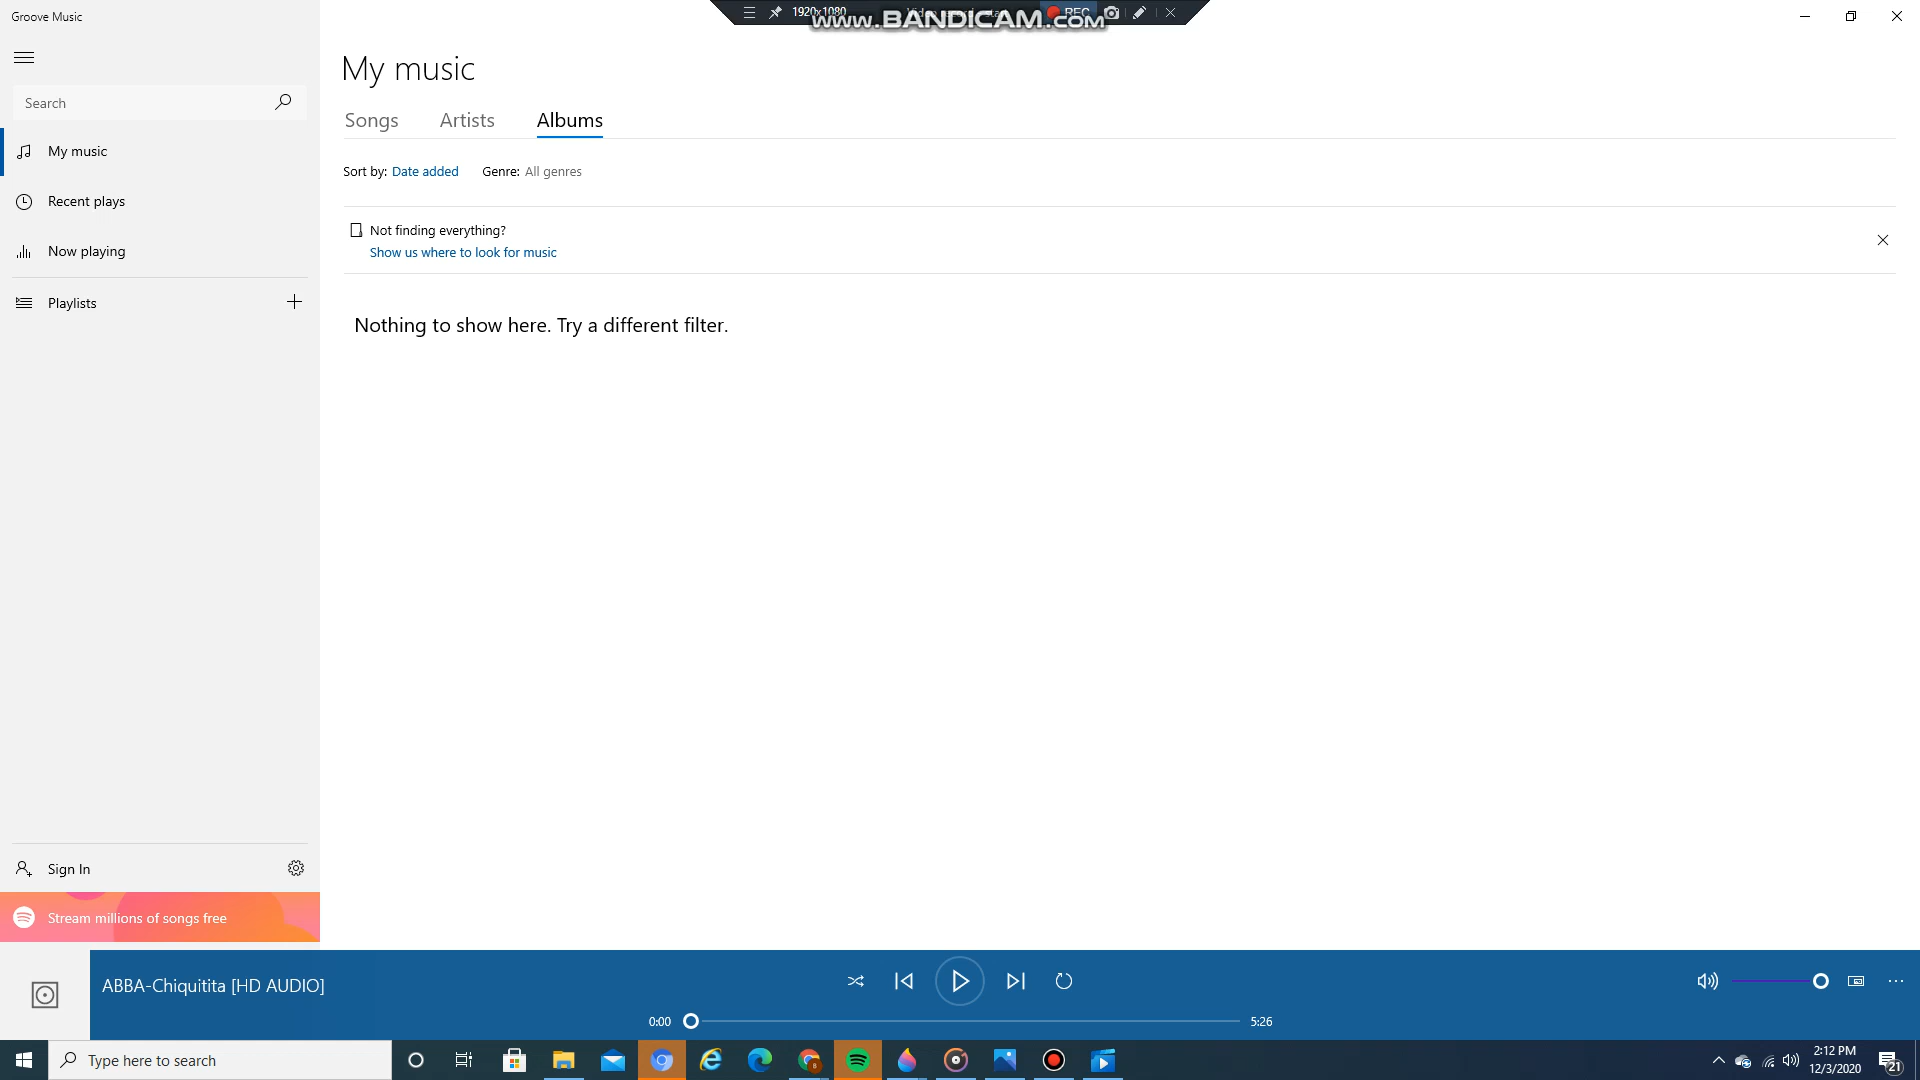 Groove Music
1920x1080
REC
www.BANDICAM.com
Search
My music
Recent plays
Now playing
Playlists
My music
Songs Artists Albums
Sort by: Date added Genre: All genres
Not finding everything?
Show us where to look for music
Nothing to show here. Try a different filter.
Sign In
Stream millions of songs free
ABBA-Chiquitita [HD AUDIO]
0:00 5:26
Type here to search
2:12 PM
12/3/2020
21